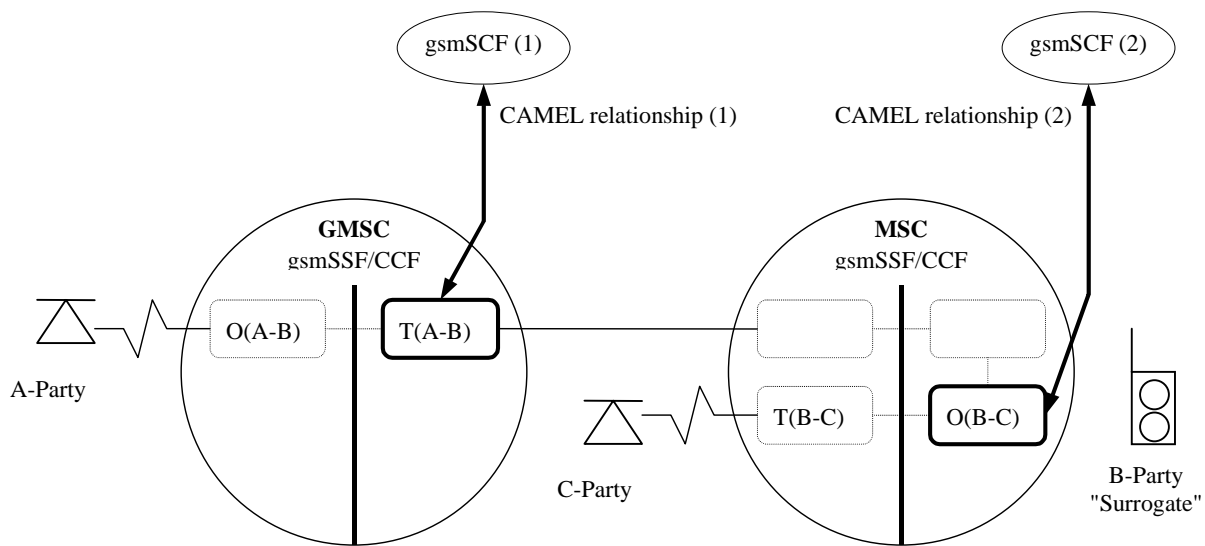 gsmSCF (1)
gsmSCF (2)
CAMEL relationship (1)
CAMEL relationship (2)
GMSC
gsmSSF/CCF
MSC
gsmSSF/CCF
O(A-B)
T(A-B)
A-Party
T(B-C)
O(B-C)
C-Party
B-Party
"Surrogate"